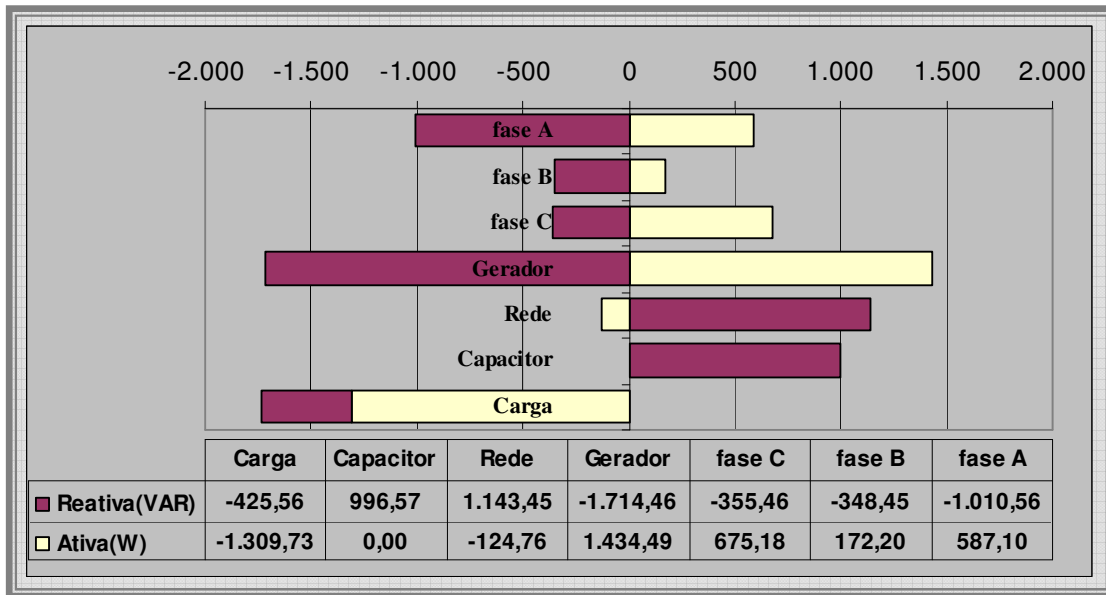 -2.000 -1.500 -1.000 -500 0 500 1.000 1.500 2.000
fase A
fase B
fase C
Gerador
Rede
Capacitor
Carga
Carga Capacitor Rede Gerador fase C fase B fase A
Reativa(VAR) -425,56 996,57 1.143,45 -1.714,46 -355,46 -348,45 -1.010,56
Ativa(W) -1.309,73 0,00 -124,76 1.434,49 675,18 172,20 587,10